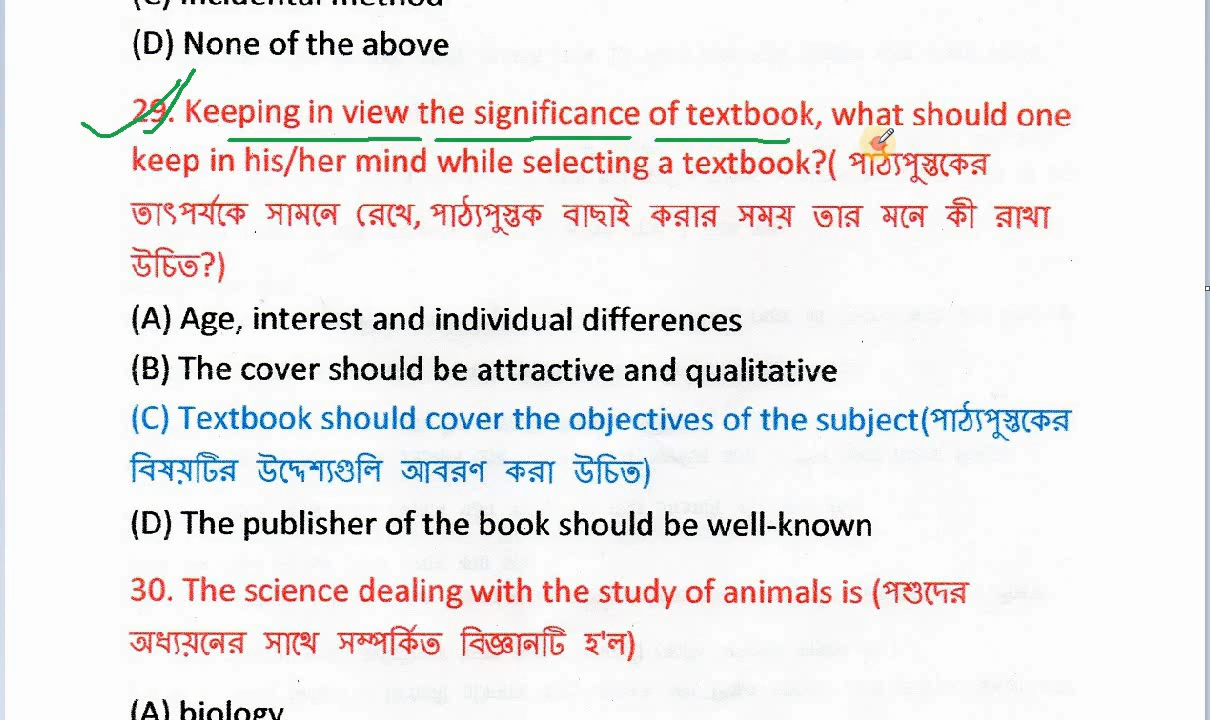 (C) Incidental method
(D) None of the above
29. Keeping in view the significance of textbook, what should one
keep in his/her mind while selecting a textbook?( পাঠ্যপুস্তকের
তাৎপর্যকে সামনে রেখে, পাঠ্যপুস্তক বাছাই করার সময় তার মনে কী রাখা
উচিত?)
(A) Age, interest and individual differences
(B) The cover should be attractive and qualitative
(C) Textbook should cover the objectives of the subject(পাঠ্যপুস্তকের
বিষয়টির উদ্দেশ্যগুলি আবরণ করা উচিত)
(D) The publisher of the book should be well-known
30. The science dealing with the study of animals is (পশুদের
অধ্যয়নের সাথে সম্পর্কিত বিজ্ঞানটি হ'ল)
(A) biology